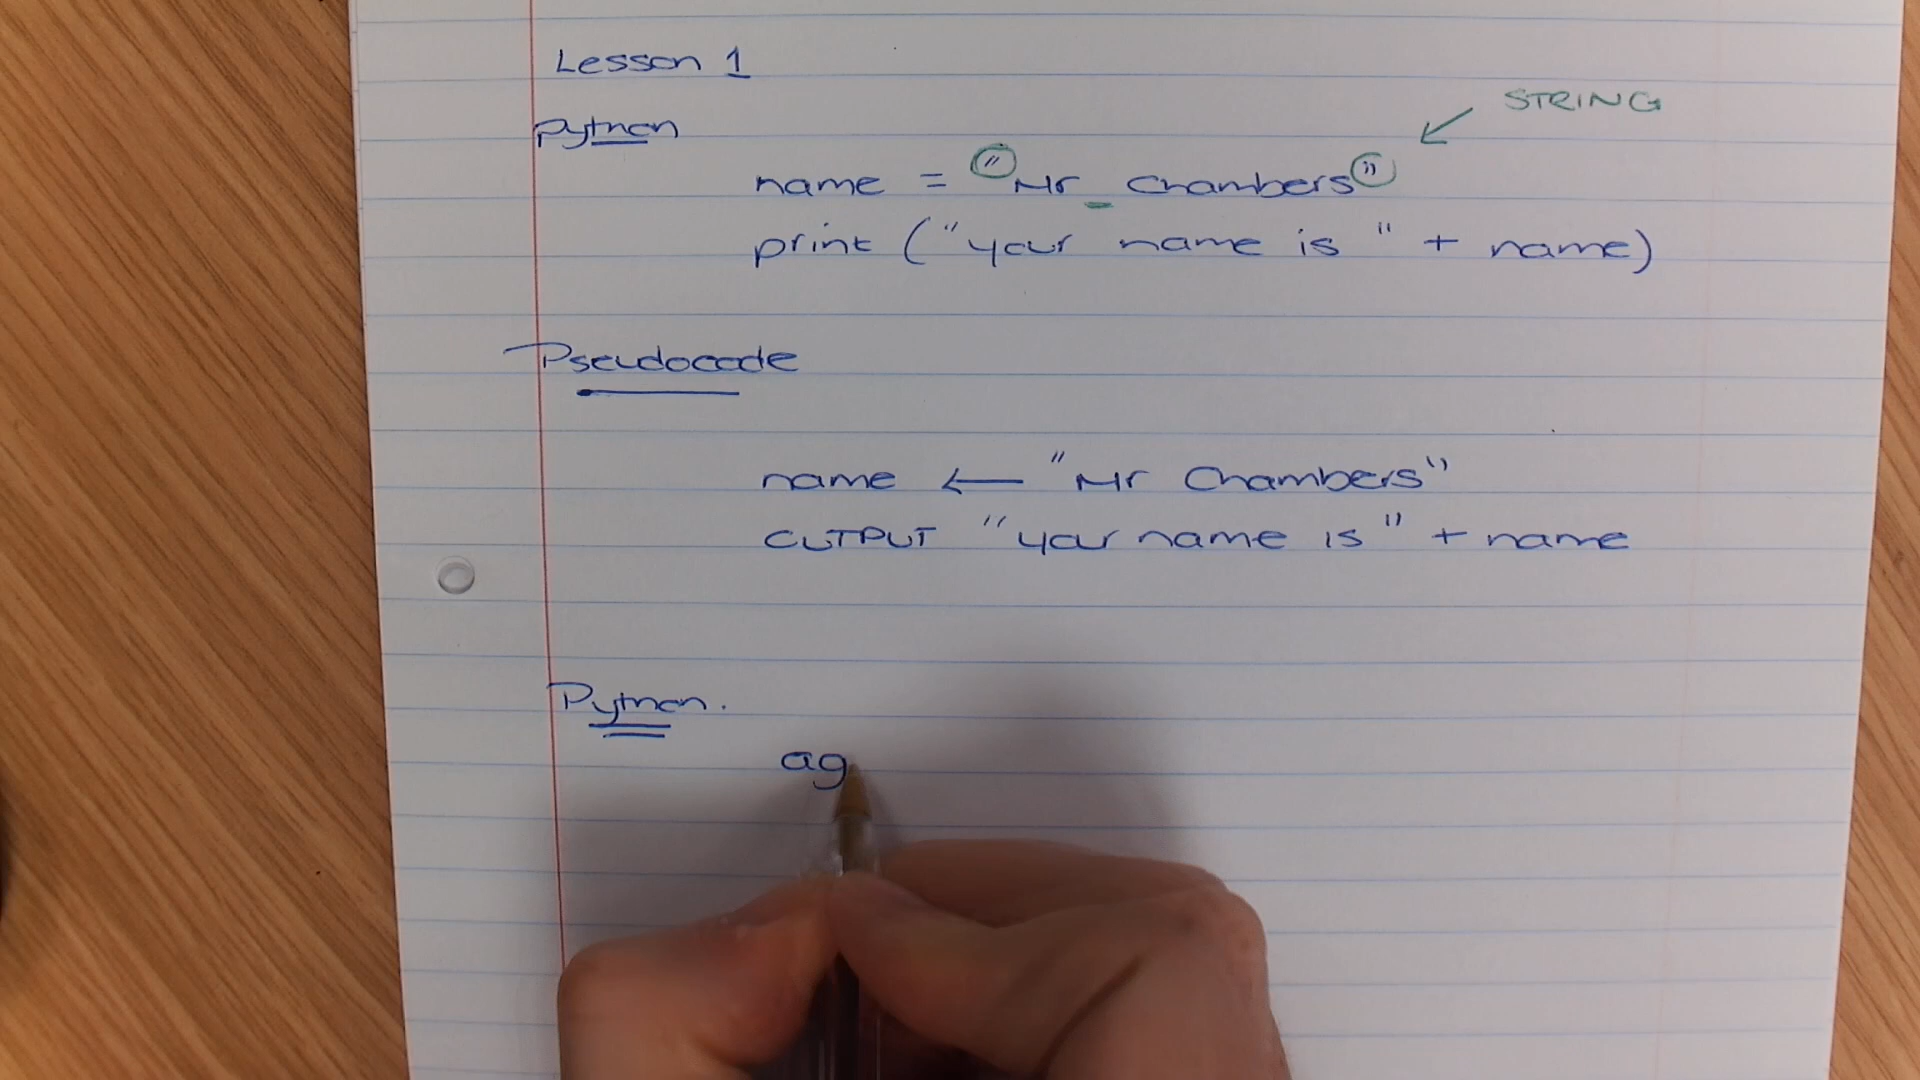 Lesson 1
python
STRING
name = "Mr Chambers"
print ("your name is " + name)
Pseudocode
name ← "Mr Chambers"
OUTPUT "your name is " + name
Python.
ag